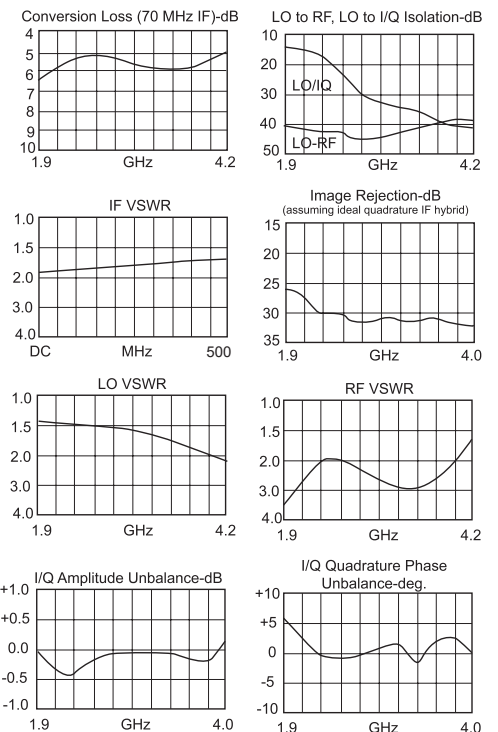 Conversion Loss (70 MHz IF)-dB
4
5
6
7
8
9
10
1.9 GHz 4.2
LO to RF, LO to I/Q Isolation-dB
10
20
30
40
50
LO/IQ
LO-RF
1.9 GHz 4.2
IF VSWR
1.0
1.5
2.0
3.0
4.0
DC MHz 500
Image Rejection-dB
(assuming ideal quadrature IF hybrid)
15
20
25
30
35
1.9 GHz 4.0
LO VSWR
1.0
1.5
2.0
3.0
4.0
1.9 GHz 4.2
RF VSWR
1.0
1.5
2.0
3.0
4.0
1.9 GHz 4.2
I/Q Amplitude Unbalance-dB
+1.0
+0.5
0.0
-0.5
-1.0
1.9 GHz 4.0
I/Q Quadrature Phase
Unbalance-deg.
+10
+5
0
-5
-10
1.9 GHz 4.0